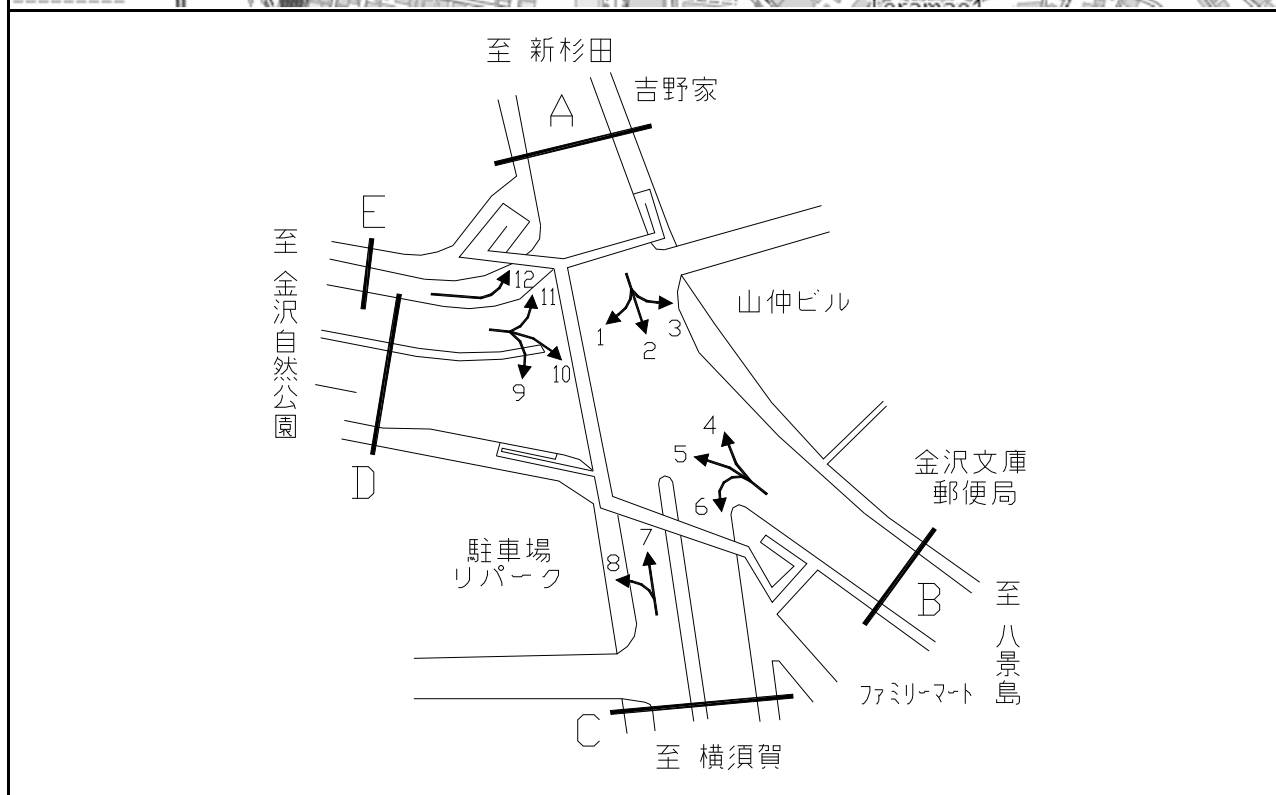 至 新杉田
吉野家
A
E
至 金沢自然公園
12
11
山仲ビル
1
2
3
10
9
4
5
金沢文庫
郵便局
D
6
7
駐車場
リパーク
8
B
至 八景島
ファミリーマート
C
至 横須賀